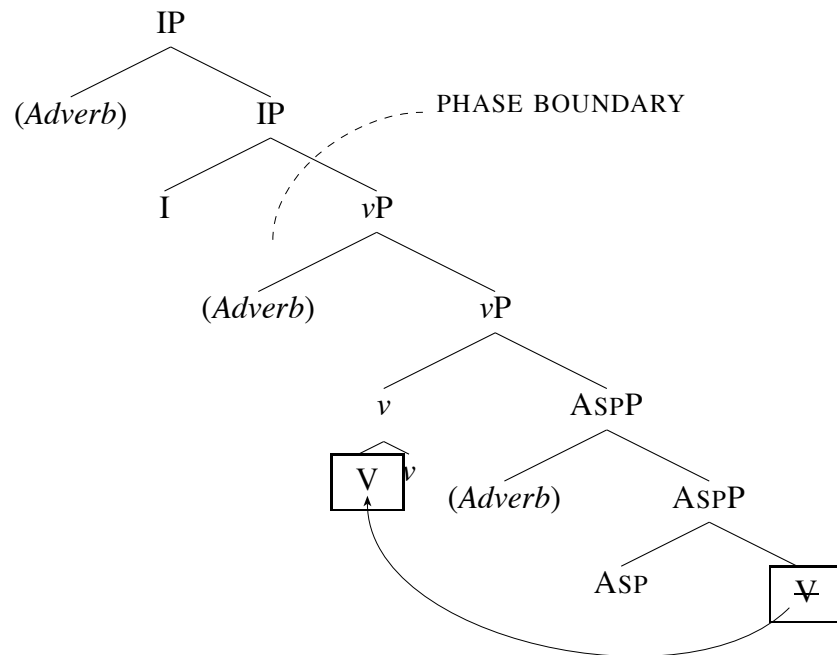 IP
(Adverb) IP
PHASE BOUNDARY
I vP
(Adverb) vP
v ASPP
V v (Adverb) ASPP
ASP V